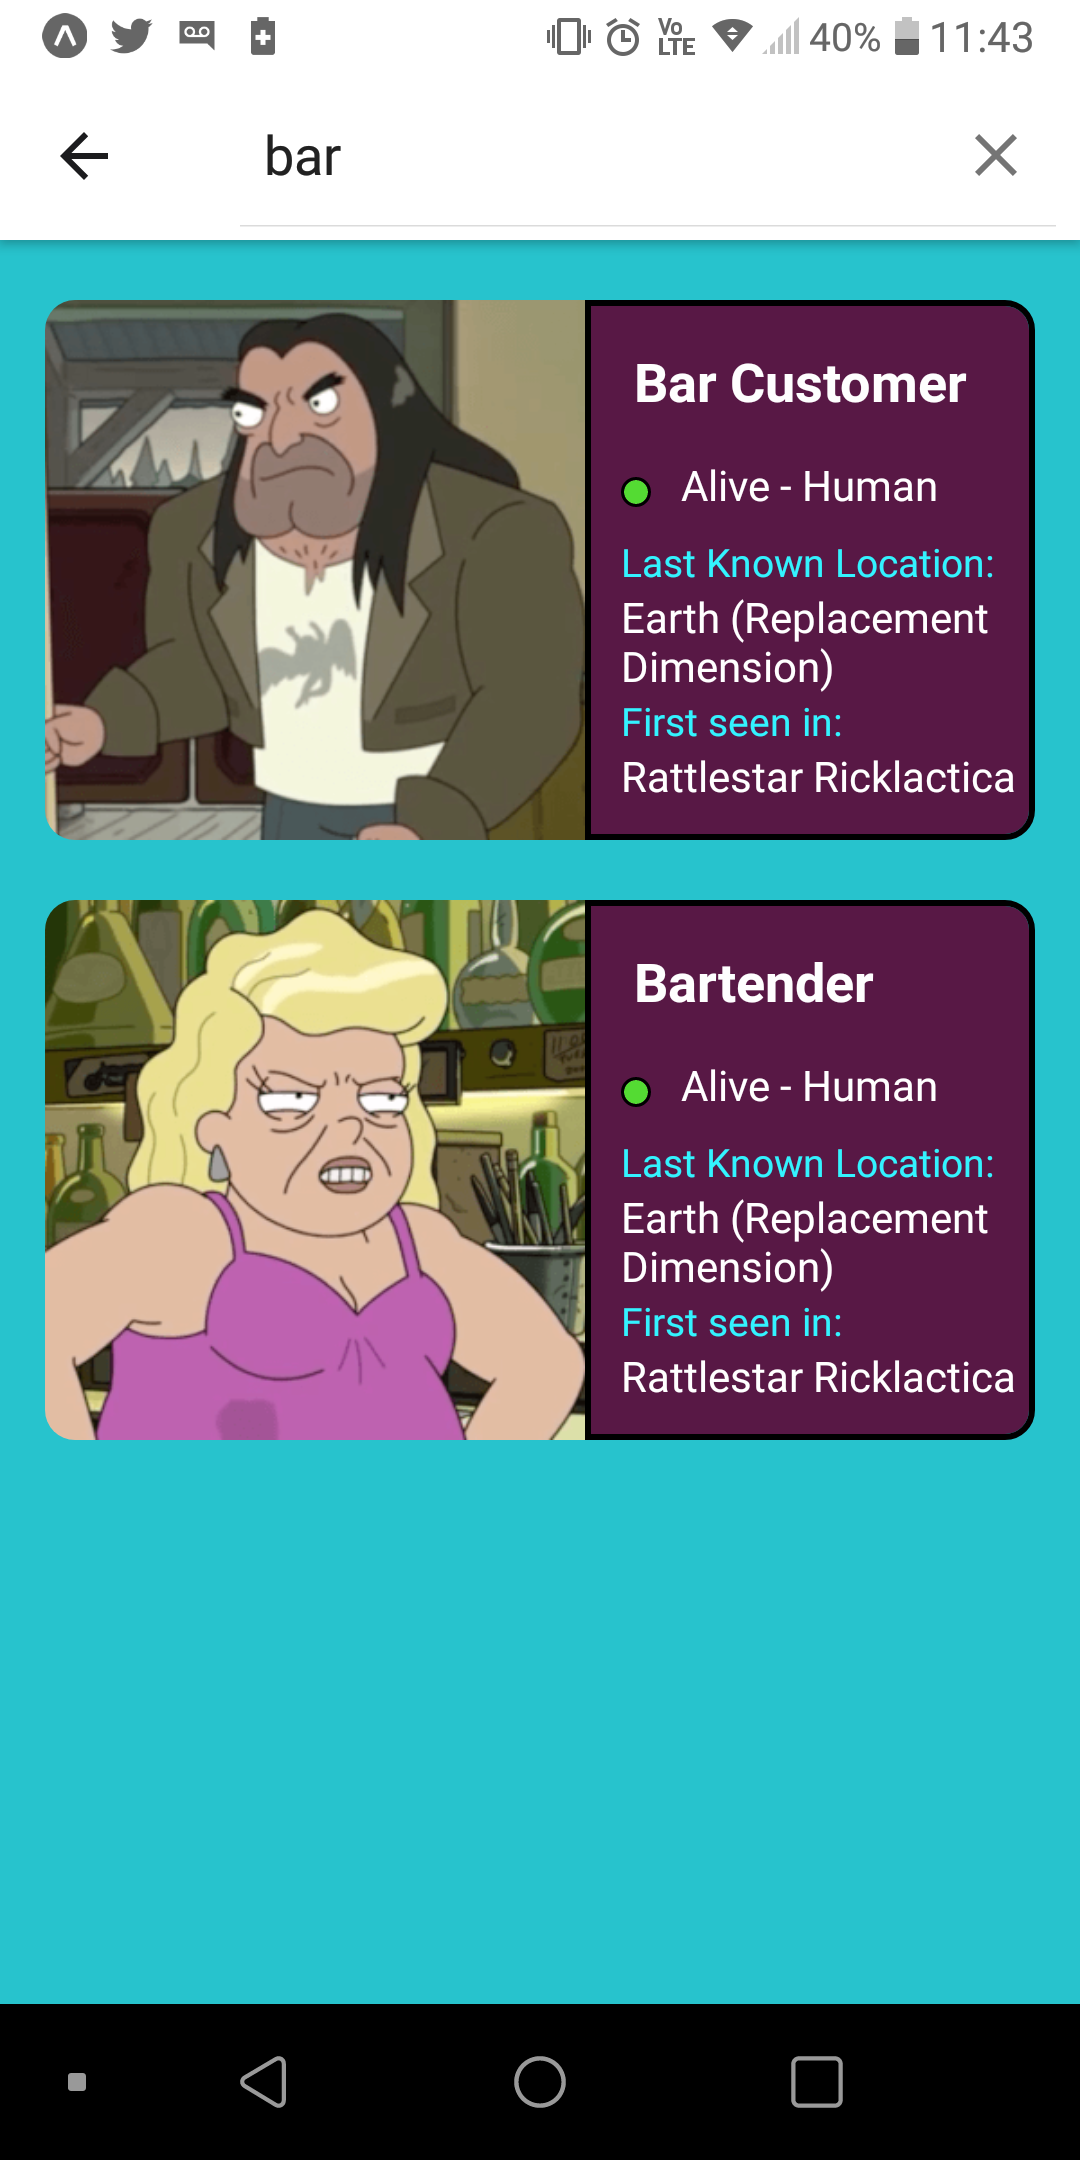 Vo
LTE
40%
11:43
bar
Bar Customer
Alive - Human
Last Known Location:
Earth (Replacement
Dimension)
First seen in:
Rattlestar Ricklactica
Bartender
Alive - Human
Last Known Location:
Earth (Replacement
Dimension)
First seen in:
Rattlestar Ricklactica